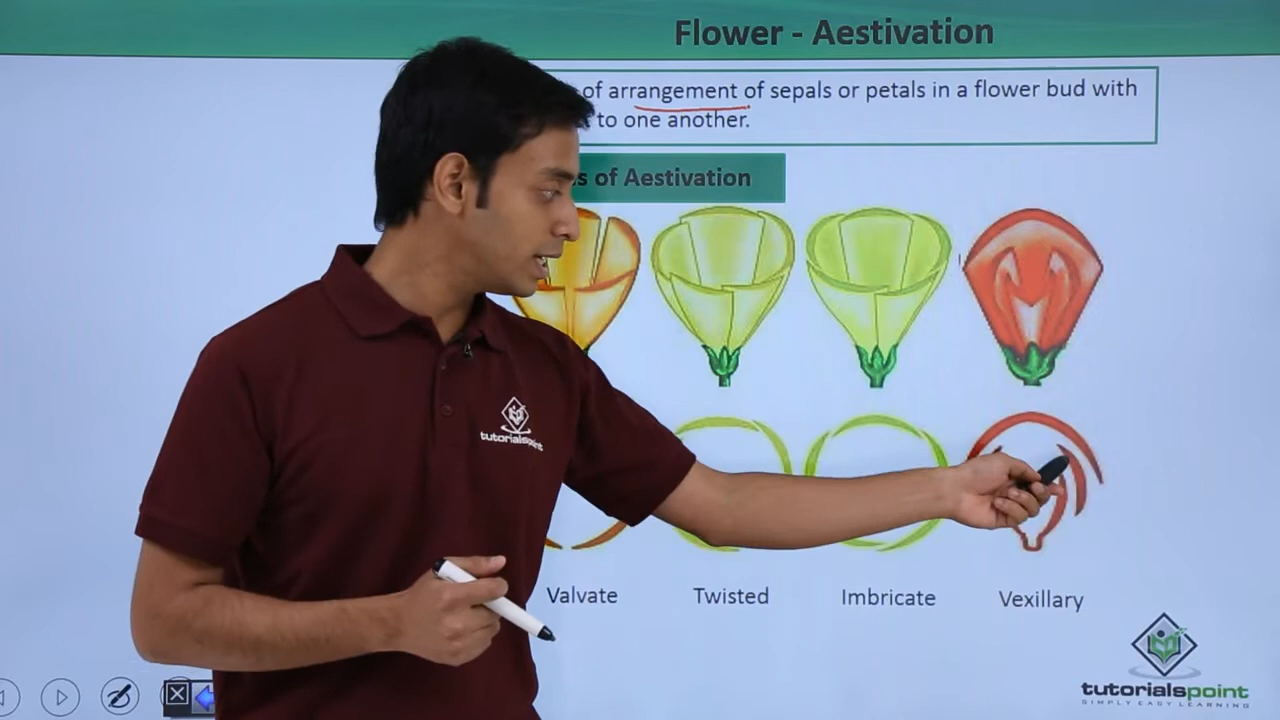 Flower - Aestivation
of arrangement of sepals or petals in a flower bud with
to one another.
of Aestivation
tutorialspoint
Valvate Twisted Imbricate Vexillary
tutorialspoint
SIMPLY EASY LEARNING